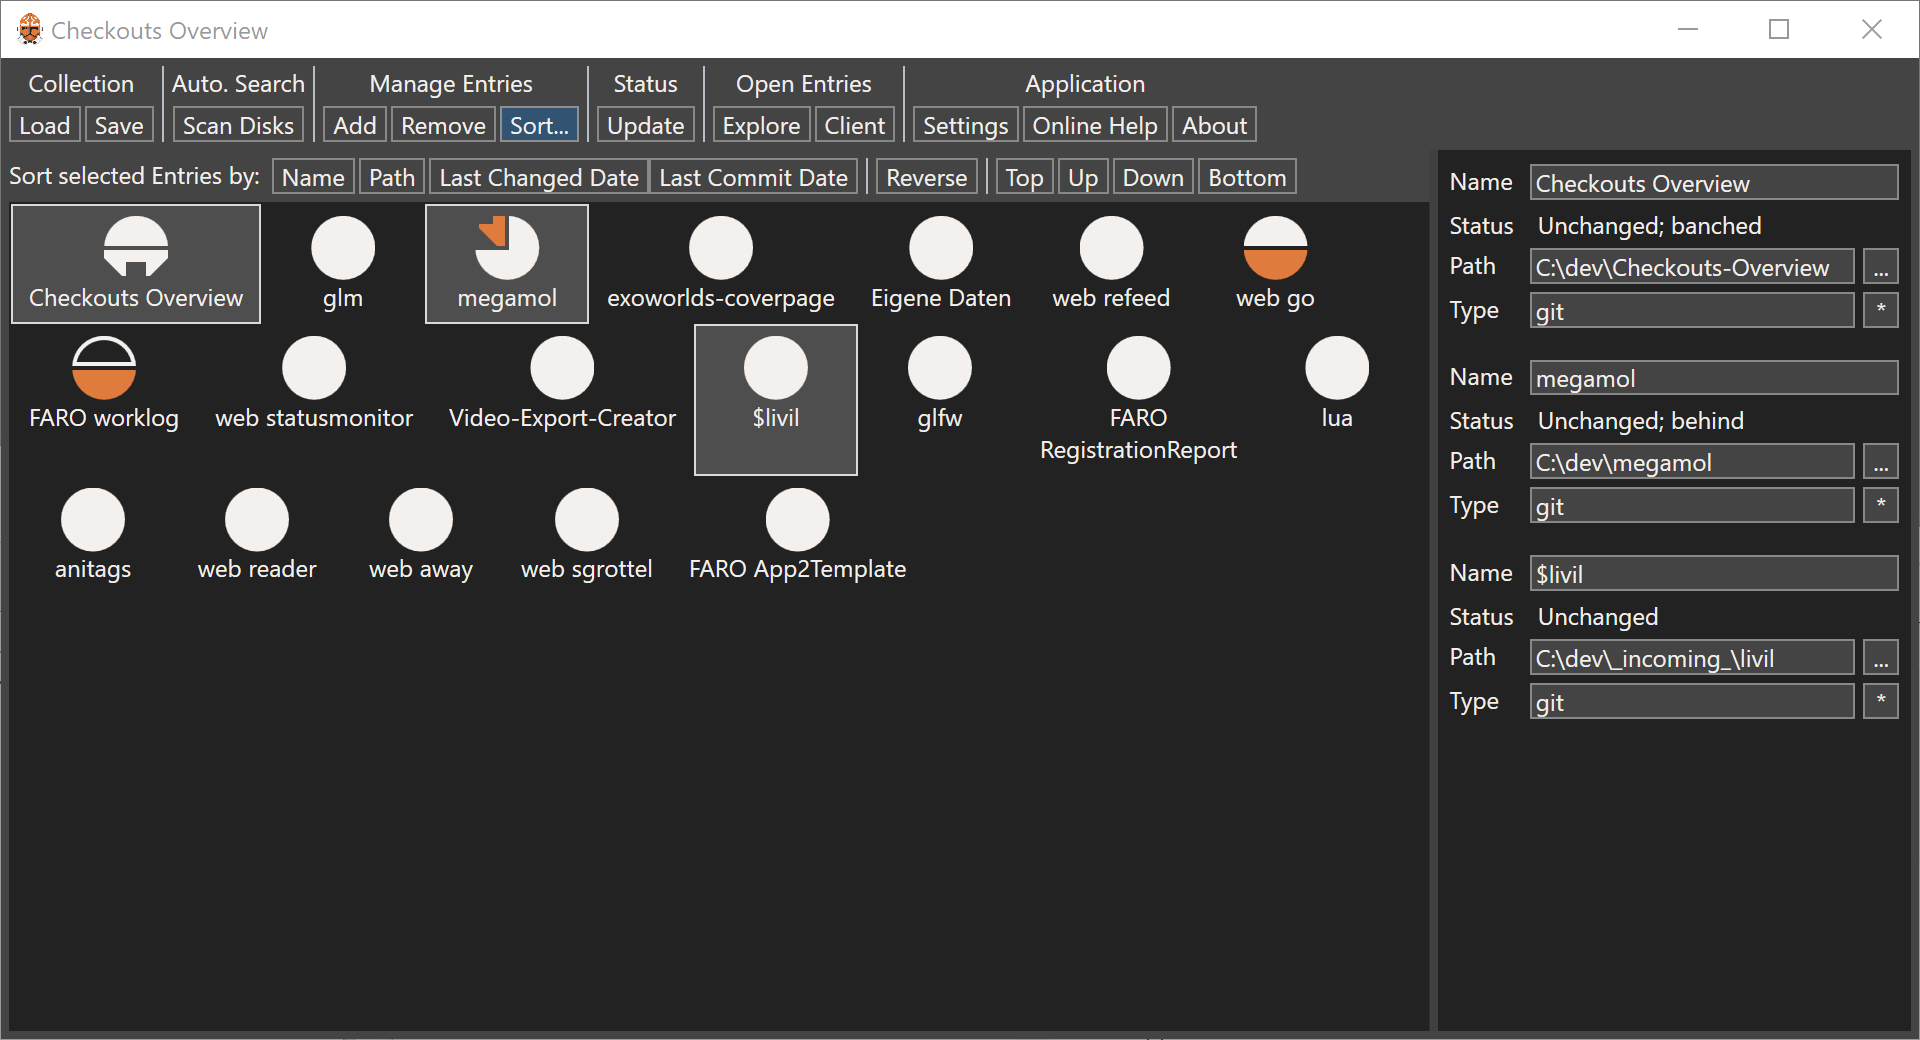 Checkouts Overview
Collection Auto. Search Manage Entries Status Open Entries Application
Load Save Scan Disks Add Remove Sort... Update Explore Client Settings Online Help About
Sort selected Entries by: Name Path Last Changed Date Last Commit Date Reverse Top Up Down Bottom
Checkouts Overview glm megamol exoworlds-coverpage Eigene Daten web refeed web go
FARO worklog web statusmonitor Video-Export-Creator $livil glfw FARO lua
RegistrationReport
anitags web reader web away web sgrottel FARO App2Template
Name Checkouts Overview
Status Unchanged; banched
Path C:\dev\Checkouts-Overview ...
Type git *
Name megamol
Status Unchanged; behind
Path C:\dev\megamol ...
Type git *
Name $livil
Status Unchanged
Path C:\dev\_incoming_\livil ...
Type git *